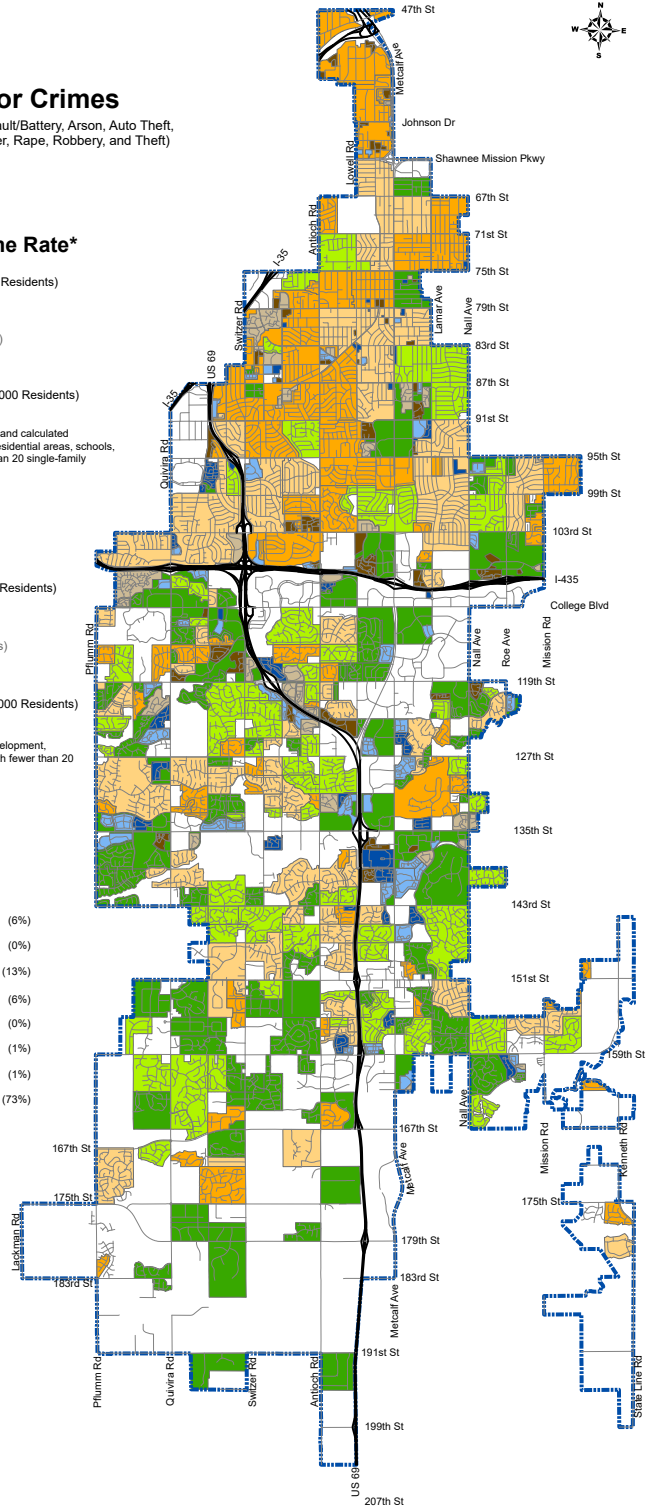 47th St
N
W E
S
Metcalf Ave
or Crimes
ult/Battery, Arson, Auto Theft,
er, Rape, Robbery, and Theft)
Johnson Dr
Lowell Rd
Shawnee Mission Pkwy
67th St
Antioch Rd
71st St
ne Rate*
I-35
75th St
Residents)
Switzer Rd
Lamar Ave
Nall Ave
79th St
)
83rd St
US 69
87th St
000 Residents)
I-35
91st St
and calculated
esidential areas, schools,
an 20 single-family
Quivira Rd
95th St
99th St
103rd St
I-435
Residents)
College Blvd
Pflumm Rd
Nall Ave
Roe Ave
Mission Rd
s)
119th St
000 Residents)
elopment,
h fewer than 20
127th St
135th St
143rd St
(6%)
(0%)
(13%)
151st St
(6%)
(0%)
(1%)
159th St
(1%)
(73%)
Nall Ave
167th St
Mission Rd
Kenneth Rd
167th St
Metcalf Ave
175th St
175th St
Lackman Rd
179th St
183rd St
183rd St
Metcalf Ave
191st St
Pflumm Rd
Quivira Rd
Switzer Rd
Antioch Rd
State Line Rd
199th St
US 69
207th St